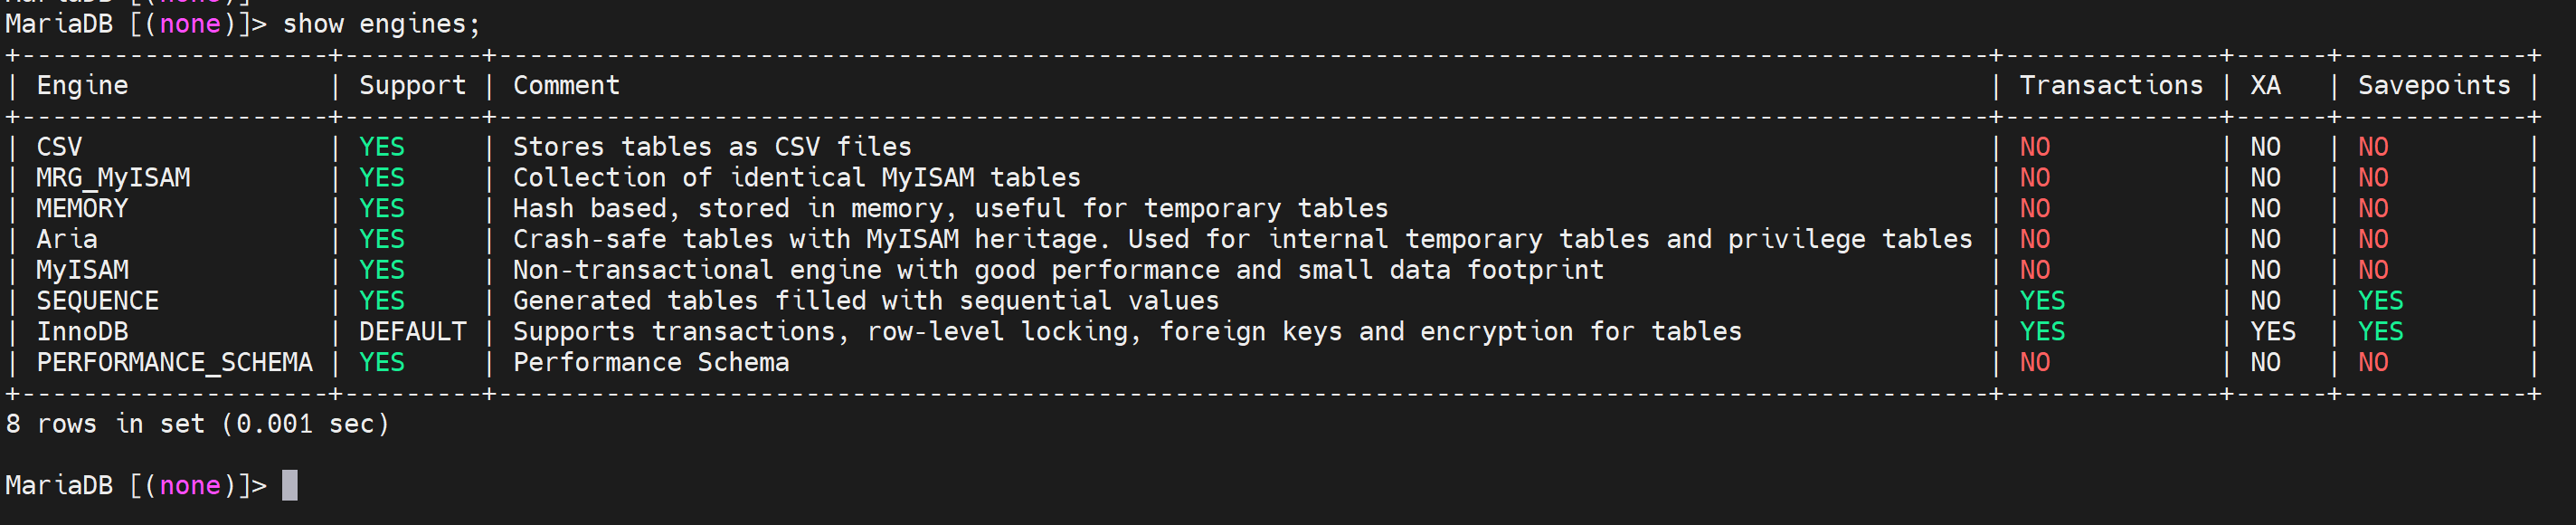 MariaDB [(none)]> show engines;
+--------------------+---------+-------------------------------------------------------------------------------------------------+--------------+------+------------+
| Engine             | Support | Comment                                                                                         | Transactions | XA   | Savepoints |
+--------------------+---------+-------------------------------------------------------------------------------------------------+--------------+------+------------+
| CSV                | YES     | Stores tables as CSV files                                                                      | NO           | NO   | NO         |
| MRG_MyISAM         | YES     | Collection of identical MyISAM tables                                                           | NO           | NO   | NO         |
| MEMORY             | YES     | Hash based, stored in memory, useful for temporary tables                                       | NO           | NO   | NO         |
| Aria               | YES     | Crash-safe tables with MyISAM heritage. Used for internal temporary tables and privilege tables | NO           | NO   | NO         |
| MyISAM             | YES     | Non-transactional engine with good performance and small data footprint                         | NO           | NO   | NO         |
| SEQUENCE           | YES     | Generated tables filled with sequential values                                                  | YES          | NO   | YES        |
| InnoDB             | DEFAULT | Supports transactions, row-level locking, foreign keys and encryption for tables                | YES          | YES  | YES        |
| PERFORMANCE_SCHEMA | YES     | Performance Schema                                                                              | NO           | NO   | NO         |
+--------------------+---------+-------------------------------------------------------------------------------------------------+--------------+------+------------+
8 rows in set (0.001 sec)
MariaDB [(none)]>